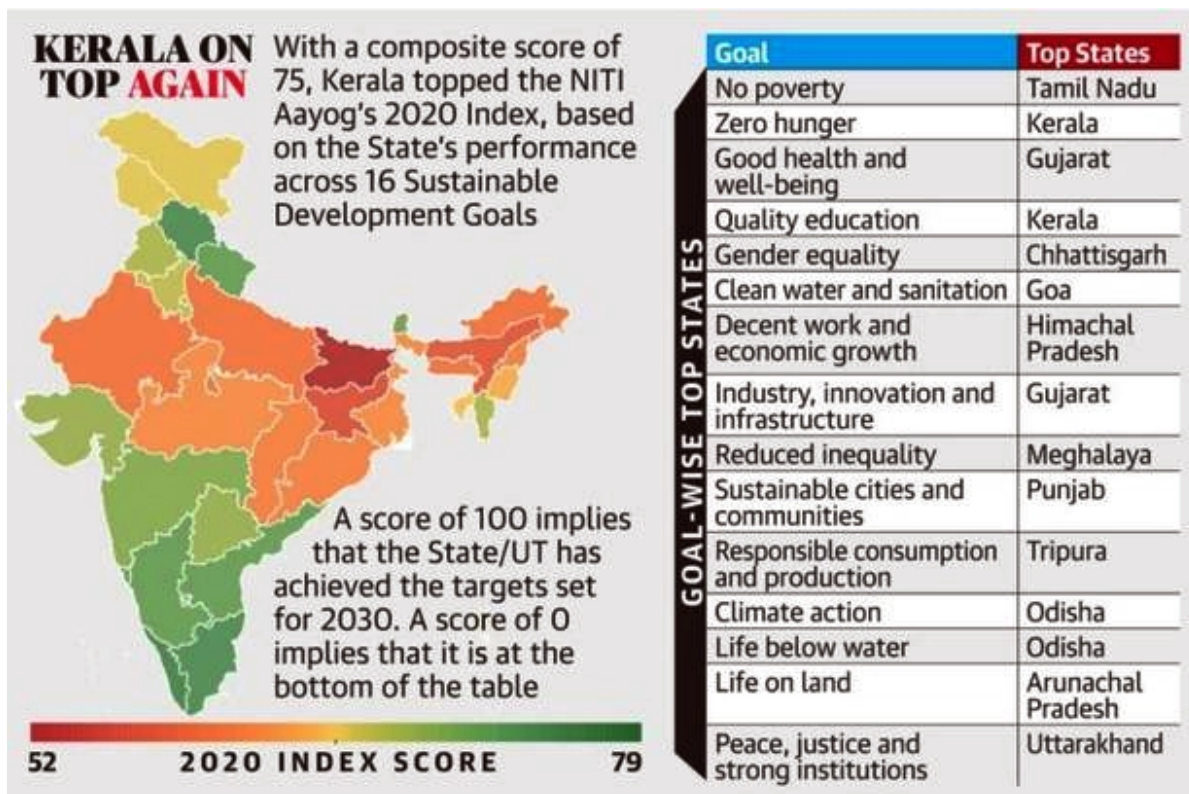 KERALA ON
TOP AGAIN
With a composite score of
75, Kerala topped the NITI
Aayog's 2020 Index, based
on the State's performance
across 16 Sustainable
Development Goals
A score of 100 implies
that the State/UT has
achieved the targets set
for 2030. A score of 0
implies that it is at the
bottom of the table
52 2020 INDEX SCORE 79
GOAL-WISE TOP STATES
Goal Top States
No poverty Tamil Nadu
Zero hunger Kerala
Good health and Gujarat
well-being
Quality education Kerala
Gender equality Chhattisgarh
Clean water and sanitation Goa
Decent work and Himachal
economic growth Pradesh
Industry, innovation and Gujarat
infrastructure
Reduced inequality Meghalaya
Sustainable cities and Punjab
communities
Responsible consumption Tripura
and production
Climate action Odisha
Life below water Odisha
Life on land Arunachal
Pradesh
Peace, justice and Uttarakhand
strong institutions